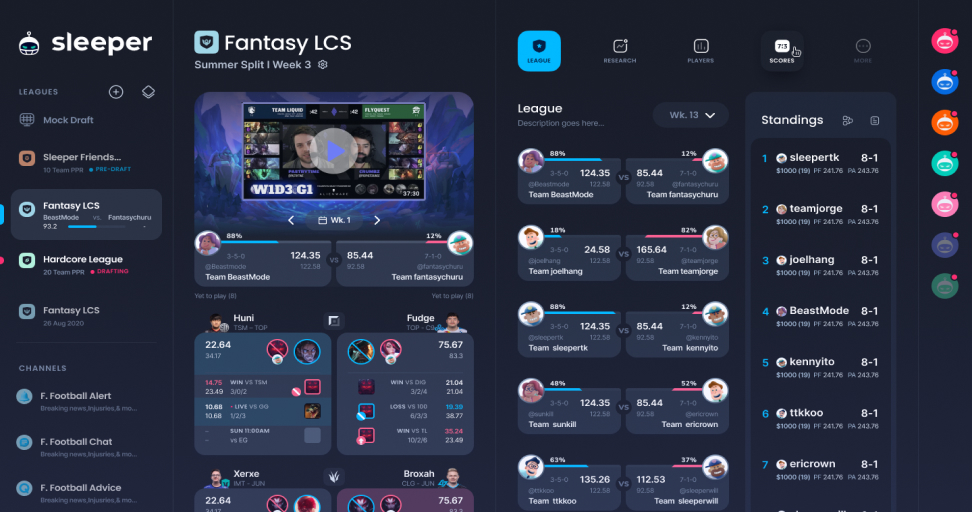 sleeper
LEAGUES
Mock Draft
Sleeper Friends...
10 Team PPR PRE-DRAFT
Fantasy LCS
BeastMode vs. Fantasychuru
93.2 -
Hardcore League
20 Team PPR DRAFTING
Fantasy LCS
26 Aug 2020
CHANNELS
F. Football Alert
Breaking news,Injuries,& mo...
F. Football Chat
Breaking news,Injuries,& mo...
F. Football Advice
Breaking news,Injuries,& mo...
Fantasy LCS
Summer Split | Week 3
TEAM LIQUID :42 :42 FLYQUEST
W1D3 G1
37:30
Wk. 1
88% 12%
3-5-0 124.35 VS 85.44 7-1-0
@Beastmode 122.58 92.58 @fantasychuru
Team BeastMode Team fantasychuru
Yet to play (8) Yet to play (8)
Huni Fudge
TSM - TOP TOP - C9
22.64 75.67
34.17 83.3
14.75 WIN VS TSM
23.49 3/0/2
WIN VS DIG 21.04
3/2/4 21.04
10.68 - LIVE VS GG
10.68 1/2/3
LOSS VS 100 19.39
6/3/3 38.77
- SUN 11:00AM
- vs EG
WIN VS TL 35.24
10/2/6 23.49
Xerxe Broxah
IMT - JUN CLG - JUN
22.64 75.67
LEAGUE
RESEARCH
PLAYERS
7:3
SCORES
MORE
League
Description goes here...
Wk. 13
88% 12%
3-5-0 124.35 VS 85.44 7-1-0
@BeastMode 122.58 92.58 @fantasychuru
Team BeastMode Team fantasychuru
18% 82%
3-5-0 24.58 VS 165.64 7-1-0
@joelhang 122.58 92.58 @teamjorge
Team joelhang Team teamjorge
88% 12%
3-5-0 124.35 VS 85.44 7-1-0
@sleepertk 122.58 92.58 @kennyito
Team sleepertk Team kennyito
48% 52%
3-5-0 124.35 VS 85.44 7-1-0
@sunkill 122.58 92.58 @ericrown
Team sunkill Team ericrown
63% 37%
3-5-0 135.26 VS 112.53 7-1-0
@ttkkoo 122.58 92.58 @sleeperwill
Team ttkkoo Team sleeperwill
Standings
1 sleepertk 8-1
$1000 (19) PF 241.76 PA 243.76
2 teamjorge 8-1
$1000 (19) PF 241.76 PA 243.76
3 joelhang 8-1
$1000 (19) PF 241.76 PA 243.76
4 BeastMode 8-1
$1000 (19) PF 241.76 PA 243.76
5 kennyito 8-1
$1000 (19) PF 241.76 PA 243.76
6 ttkkoo 8-1
$1000 (19) PF 241.76 PA 243.76
7 ericrown 8-1
$1000 (19) PF 241.76 PA 243.76